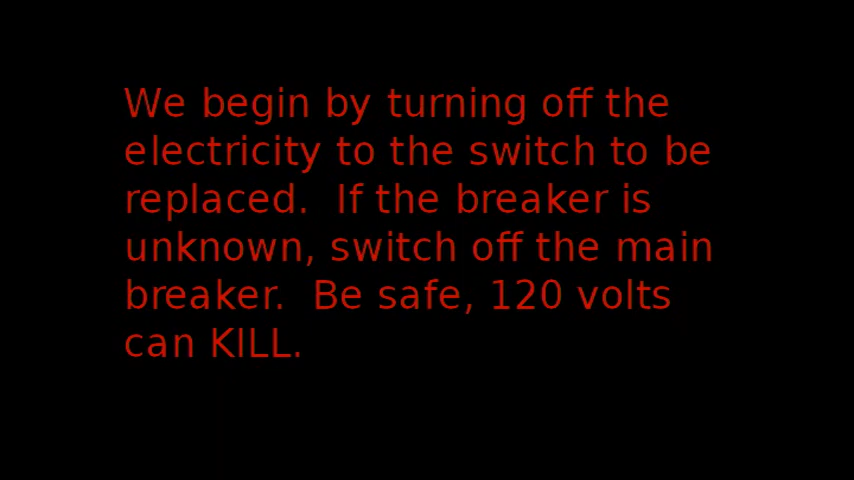 We begin by turning off the
electricity to the switch to be
replaced.  If the breaker is
unknown, switch off the main
breaker.  Be safe, 120 volts
can KILL.